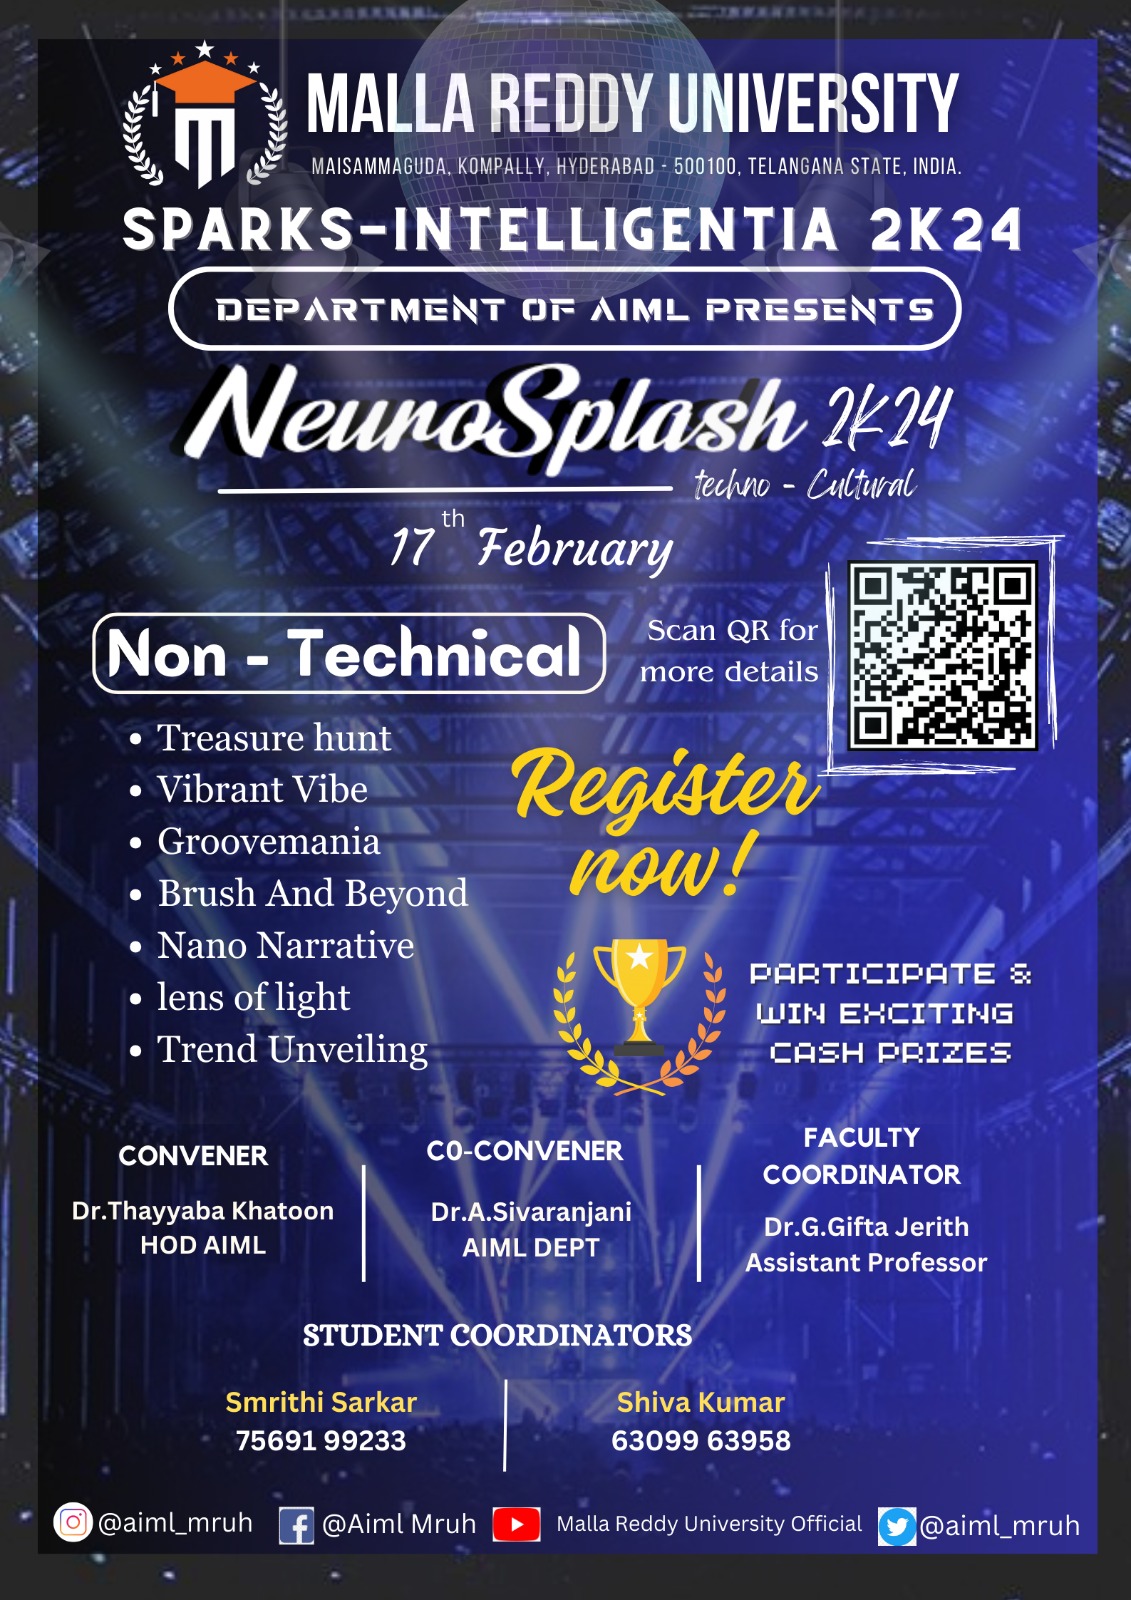 MALLA REDDY UNIVERSITY
MAISAMMAGUDA, KOMPALLY, HYDERABAD - 500100, TELANGANA STATE, INDIA.
SPARKS-INTELLIGENTIA 2K24
DEPARTMENT OF AIML PRESENTS
NeuroSplash 2K24
techno - Cultural
17th February
Non - Technical
Scan QR for
more details
• Treasure hunt
• Vibrant Vibe
• Groovemania
• Brush And Beyond
• Nano Narrative
• lens of light
• Trend Unveiling
Register
now!
PARTICIPATE &
WIN EXCITING
CASH PRIZES
CONVENER
Dr.Thayyaba Khatoon
HOD AIML
C0-CONVENER
Dr.A.Sivaranjani
AIML DEPT
FACULTY
COORDINATOR
Dr.G.Gifta Jerith
Assistant Professor
STUDENT COORDINATORS
Smrithi Sarkar
75691 99233
Shiva Kumar
63099 63958
@aiml_mruh
@Aiml Mruh
Malla Reddy University Official
@aiml_mruh